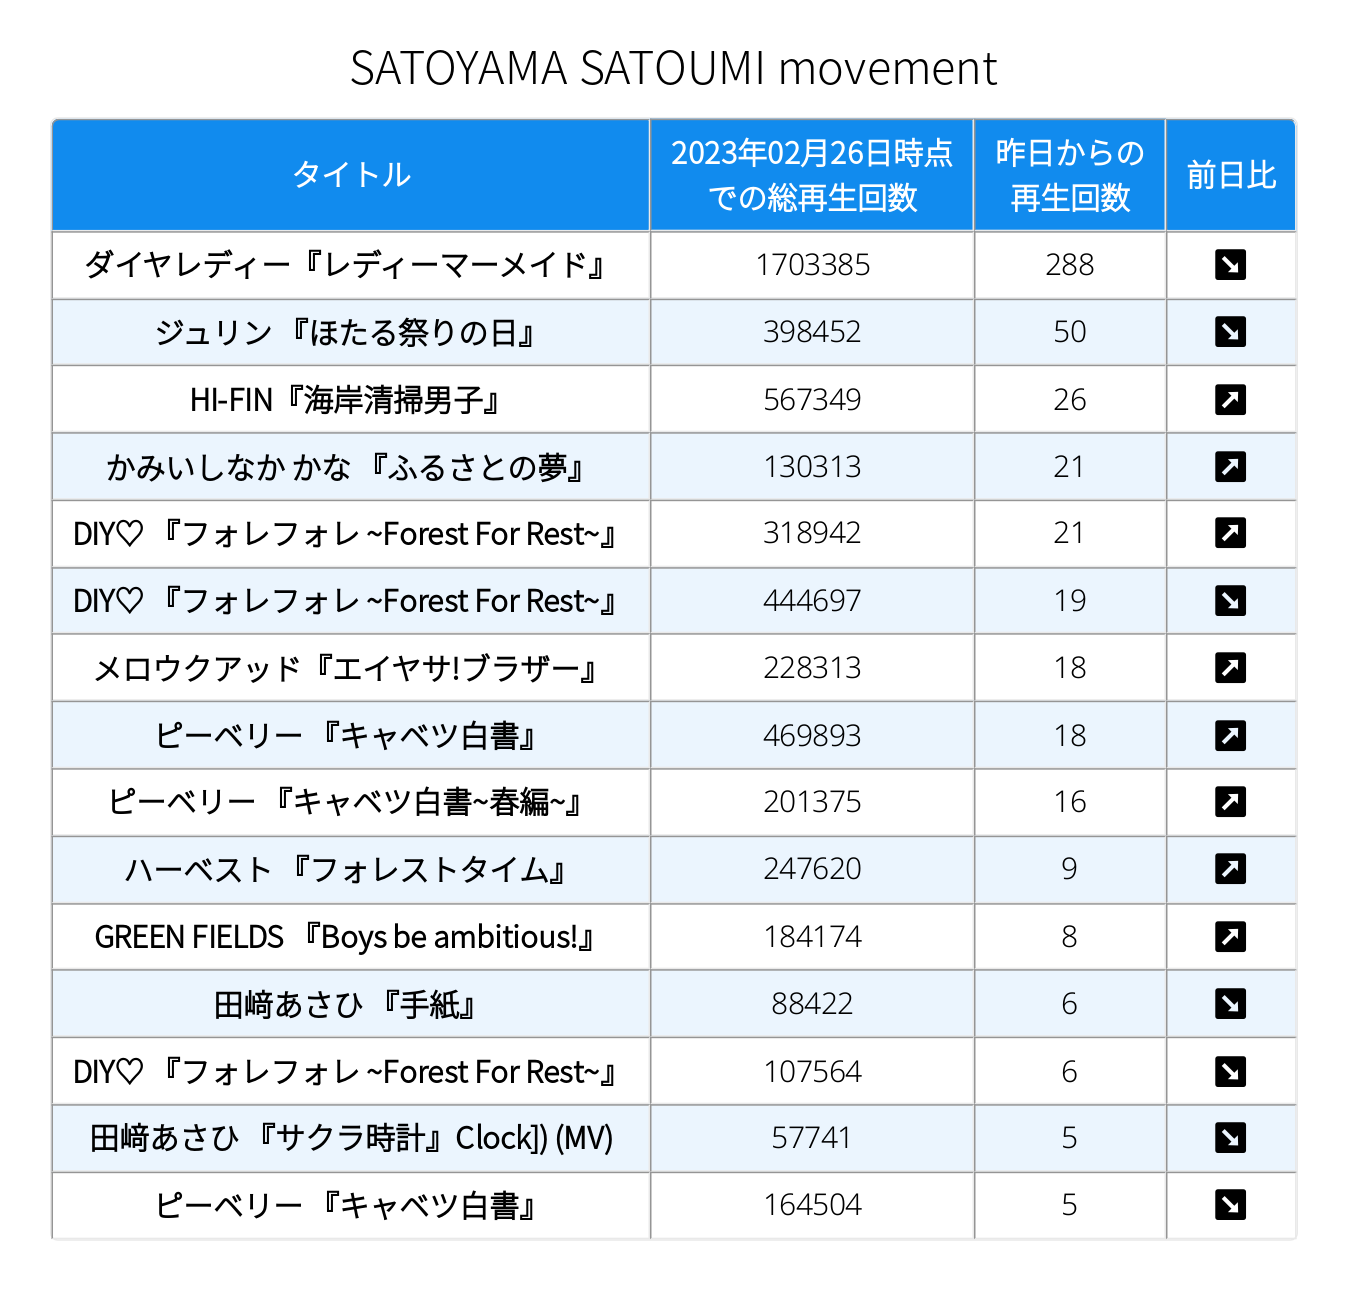 SATOYAMA SATOUMI movement
タイトル 2023年02月26日時点での総再生回数 昨日からの再生回数 前日比
ダイヤレディー『レディーマーメイド』 1703385 288 ↘
ジュリン 『ほたる祭りの日』 398452 50 ↘
HI-FIN『海岸清掃男子』 567349 26 ↗
かみいしなか かな 『ふるさとの夢』 130313 21 ↗
DIY♡ 『フォレフォレ ~Forest For Rest~』 318942 21 ↗
DIY♡ 『フォレフォレ ~Forest For Rest~』 444697 19 ↘
メロウクアッド『エイヤサ!ブラザー』 228313 18 ↗
ピーベリー 『キャベツ白書』 469893 18 ↗
ピーベリー 『キャベツ白書~春編~』 201375 16 ↗
ハーベスト 『フォレストタイム』 247620 9 ↗
GREEN FIELDS 『Boys be ambitious!』 184174 8 ↗
田﨑あさひ 『手紙』 88422 6 ↘
DIY♡ 『フォレフォレ ~Forest For Rest~』 107564 6 ↘
田﨑あさひ 『サクラ時計』Clock]) (MV) 57741 5 ↘
ピーベリー 『キャベツ白書』 164504 5 ↘